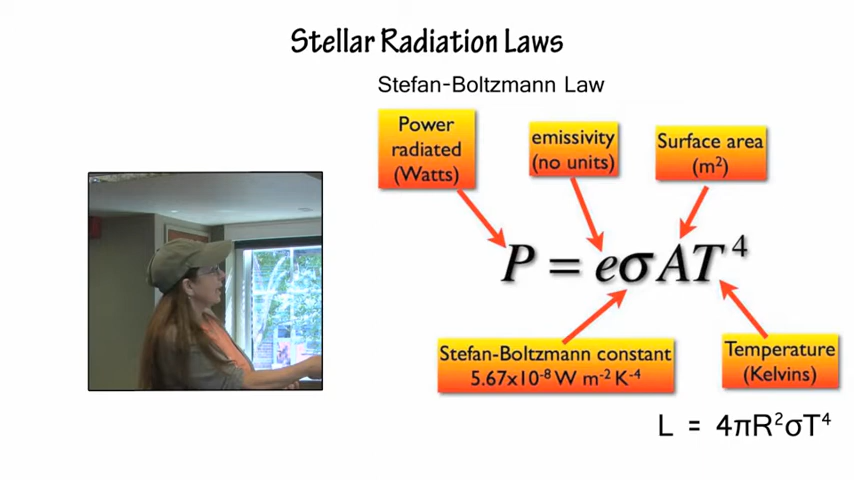 Stellar Radiation Laws
Stefan-Boltzmann Law
Power
radiated
(Watts)
emissivity
(no units)
Surface area
(m²)
P = eσAT⁴
Stefan-Boltzmann constant
5.67x10⁻⁸ W m⁻² K⁻⁴
Temperature
(Kelvins)
L = 4πR²σT⁴